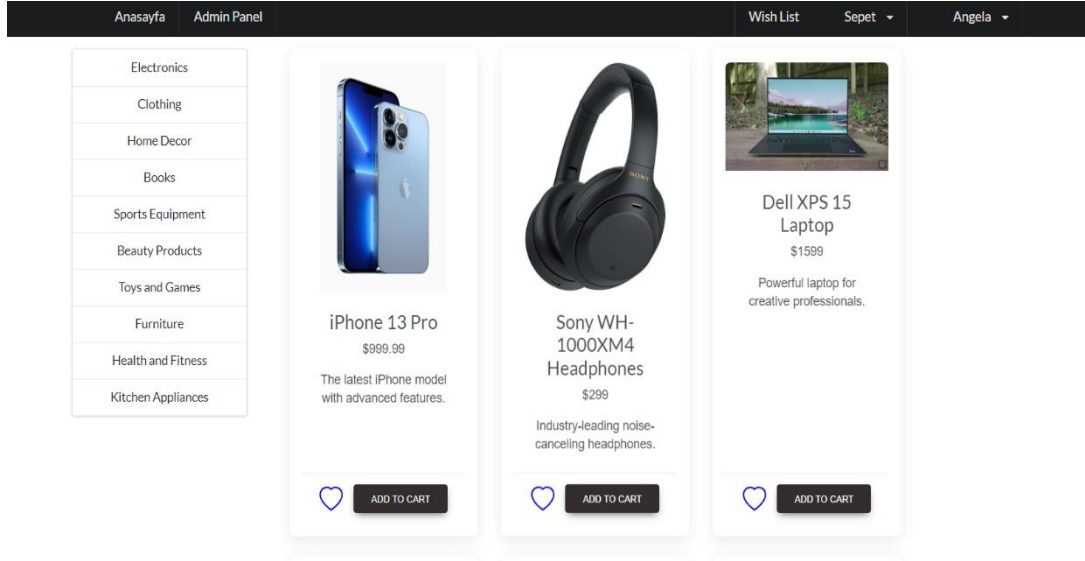 Anasayfa Admin Panel Wish List Sepet Angela
Electronics
Clothing
Home Decor
Books
Sports Equipment
Beauty Products
Toys and Games
Furniture
Health and Fitness
Kitchen Appliances
iPhone 13 Pro
$999.99
The latest iPhone model
with advanced features.
ADD TO CART
SONY
Sony WH-
1000XM4
Headphones
$299
Industry-leading noise-
canceling headphones.
ADD TO CART
Dell XPS 15
Laptop
$1599
Powerful laptop for
creative professionals.
ADD TO CART